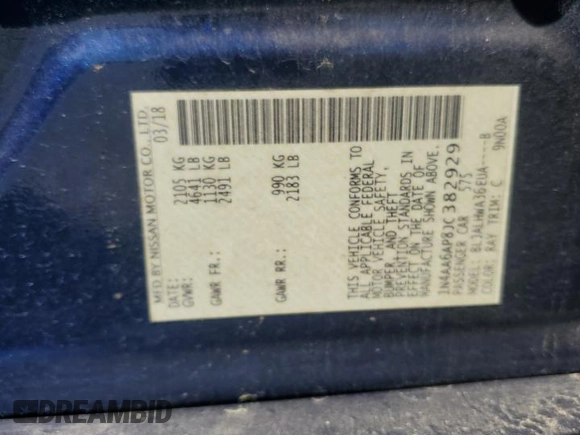 MFD BY NISSAN MOTOR CO., LTD.
DATE: 03/18
GVWR: 2105 KG
4641 LB
GAWR FR: 1130 KG
2491 LB
GAWR RR: 990 KG
2183 LB
THIS VEHICLE CONFORMS TO
ALL APPLICABLE FEDERAL
MOTOR VEHICLE SAFETY,
BUMPER, AND THEFT
PREVENTION STANDARDS IN
EFFECT ON THE DATE OF
MANUFACTURE SHOWN ABOVE.
1N4AA6AP8JC382929
PASSENGER CAR 575
MODEL: BLJALHWA36EUA-----B
COLOR: RAY TRIM: C 9N00A
DREAMBID